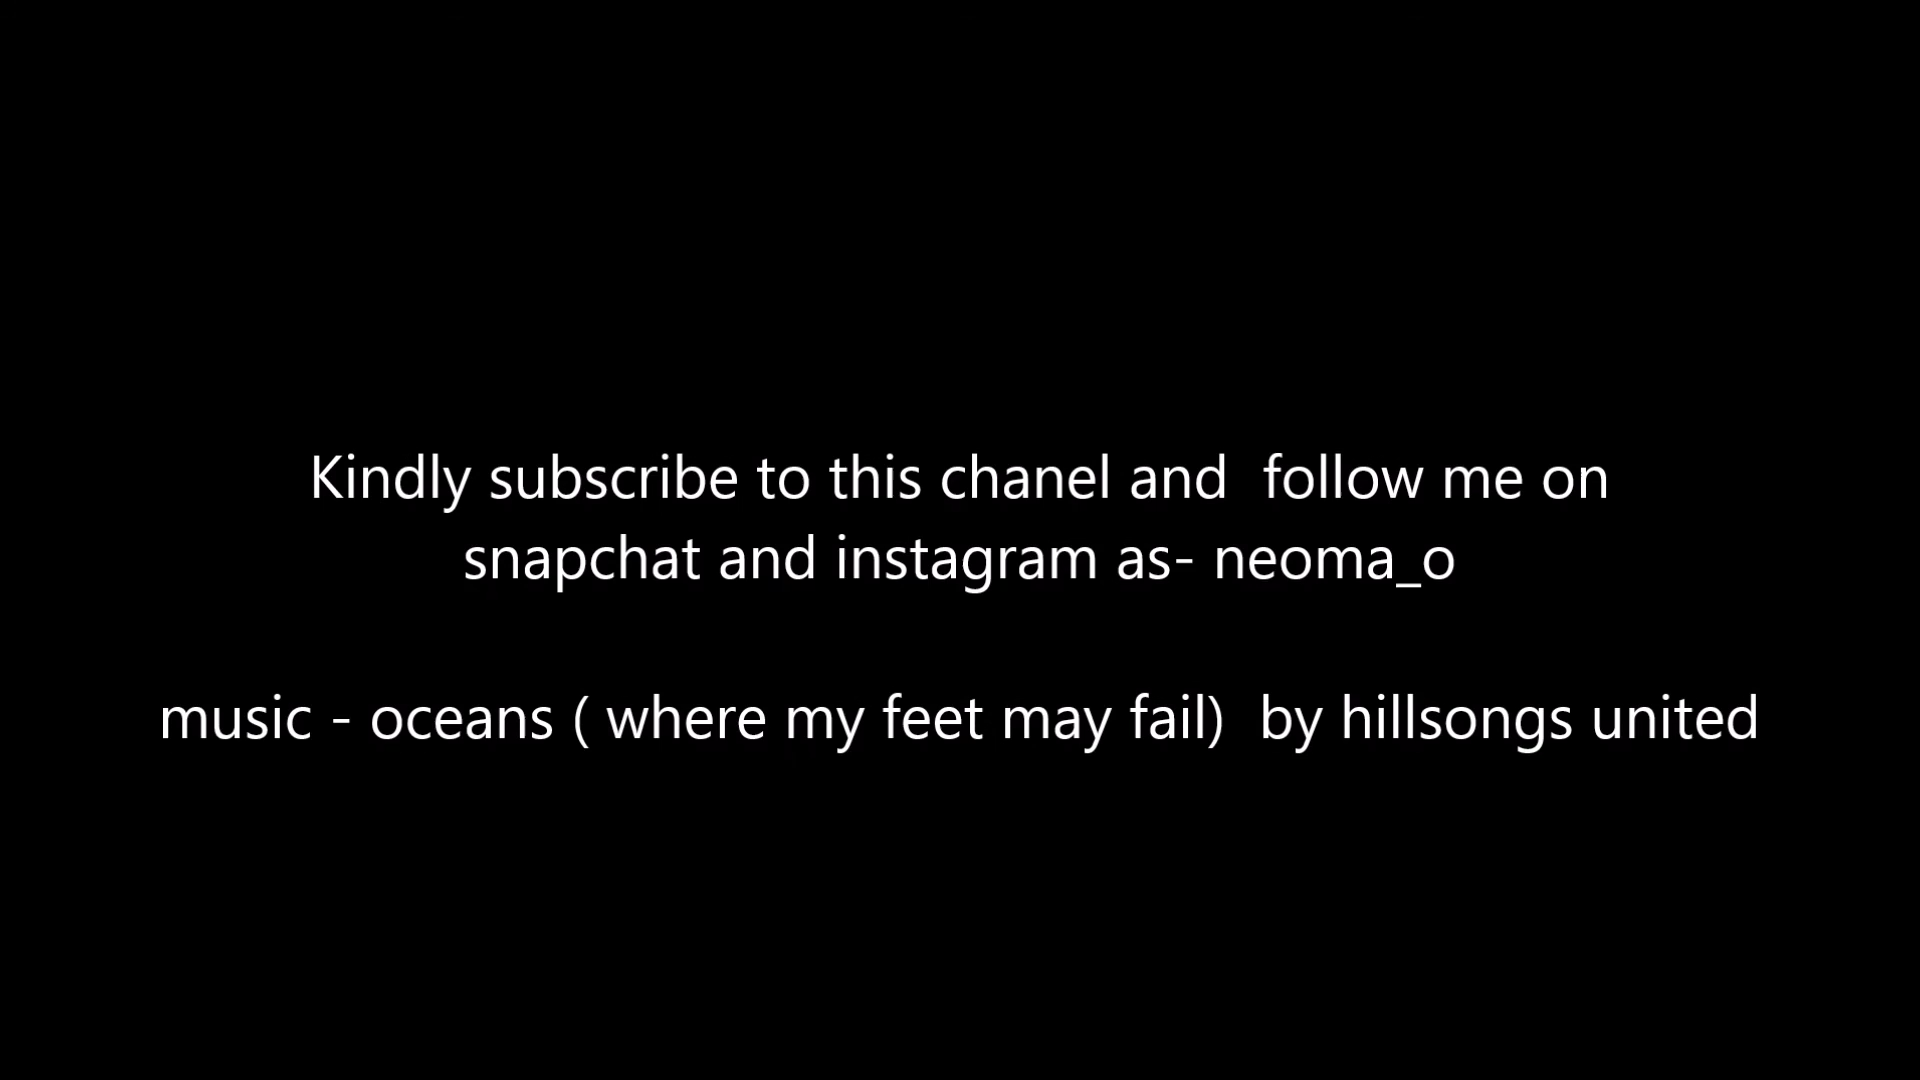 Kindly subscribe to this chanel and  follow me on
snapchat and instagram as- neoma_o
music - oceans ( where my feet may fail)  by hillsongs united